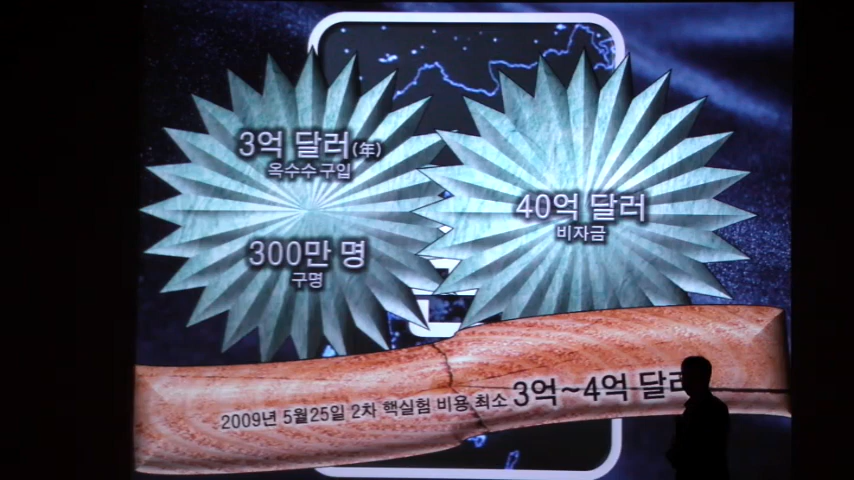 3억 달러(年)
옥수수 구입
300만 명
구명
40억 달러
비자금
2009년 5월25일 2차 핵실험 비용 최소 3억~4억 달러